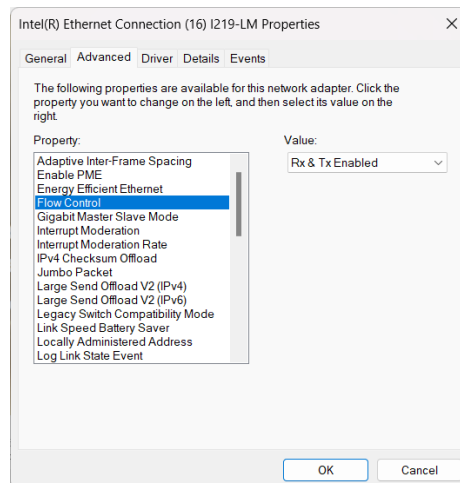 Intel(R) Ethernet Connection (16) I219-LM Properties
General Advanced Driver Details Events
The following properties are available for this network adapter. Click the
property you want to change on the left, and then select its value on the
right.
Property:
Value:
Adaptive Inter-Frame Spacing
Enable PME
Energy Efficient Ethernet
Flow Control
Gigabit Master Slave Mode
Interrupt Moderation
Interrupt Moderation Rate
IPv4 Checksum Offload
Jumbo Packet
Large Send Offload V2 (IPv4)
Large Send Offload V2 (IPv6)
Legacy Switch Compatibility Mode
Link Speed Battery Saver
Locally Administered Address
Log Link State Event
Rx & Tx Enabled
OK
Cancel